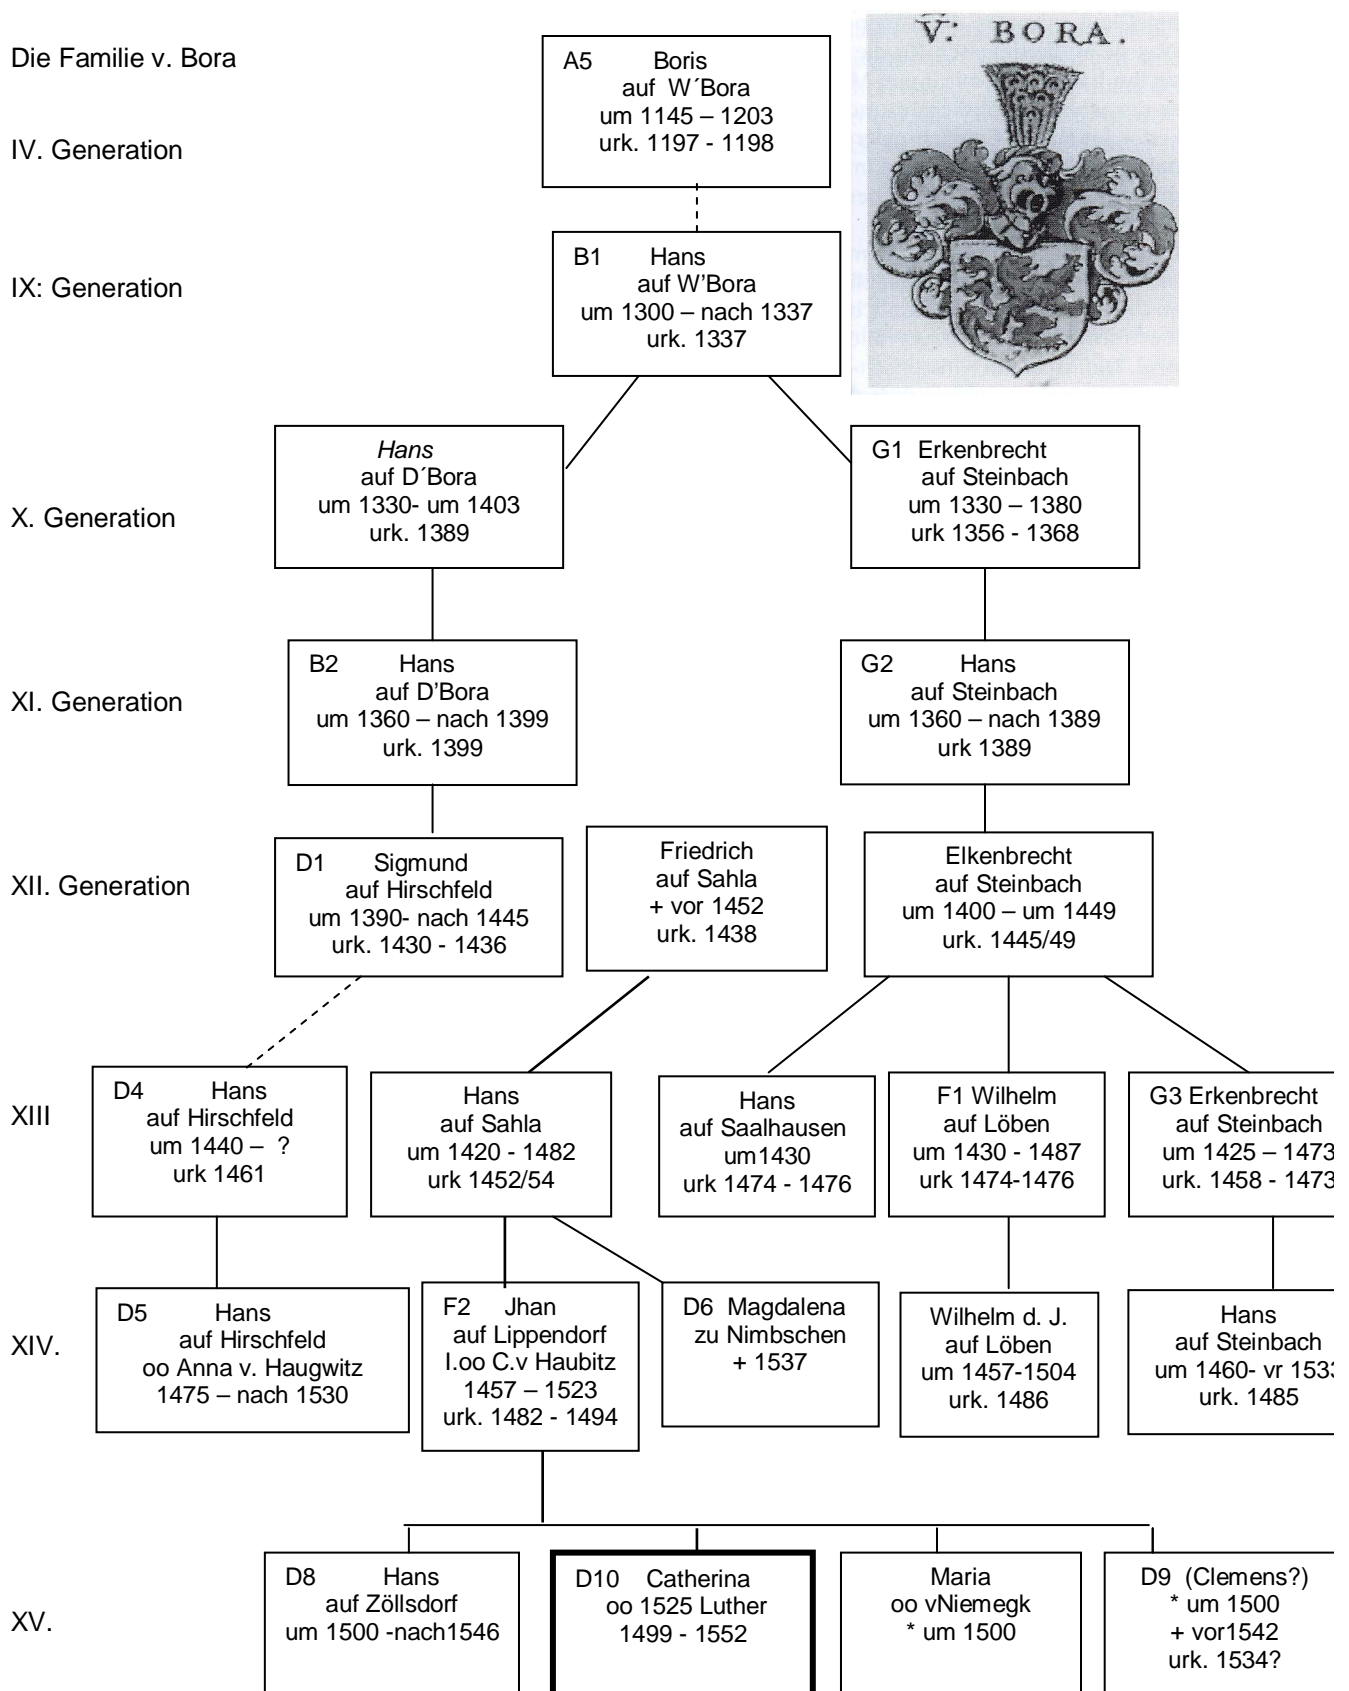 V: BORA.
Die Familie v. Bora
A5 Boris
auf W´Bora
um 1145 – 1203
urk. 1197 - 1198
IV. Generation
B1 Hans
auf W'Bora
um 1300 – nach 1337
urk. 1337
IX: Generation
Hans
auf D´Bora
um 1330- um 1403
urk. 1389
G1 Erkenbrecht
auf Steinbach
um 1330 – 1380
urk 1356 - 1368
X. Generation
B2 Hans
auf D'Bora
um 1360 – nach 1399
urk. 1399
G2 Hans
auf Steinbach
um 1360 – nach 1389
urk 1389
XI. Generation
D1 Sigmund
auf Hirschfeld
um 1390- nach 1445
urk. 1430 - 1436
Friedrich
auf Sahla
+ vor 1452
urk. 1438
Elkenbrecht
auf Steinbach
um 1400 – um 1449
urk. 1445/49
XII. Generation
D4 Hans
auf Hirschfeld
um 1440 – ?
urk 1461
Hans
auf Sahla
um 1420 - 1482
urk 1452/54
Hans
auf Saalhausen
um1430
urk 1474 - 1476
F1 Wilhelm
auf Löben
um 1430 - 1487
urk 1474-1476
G3 Erkenbrecht
auf Steinbach
um 1425 – 1473
urk. 1458 - 1473
XIII
D5 Hans
auf Hirschfeld
oo Anna v. Haugwitz
1475 – nach 1530
F2 Jhan
auf Lippendorf
I.oo C.v Haubitz
1457 – 1523
urk. 1482 - 1494
D6 Magdalena
zu Nimbschen
+ 1537
Wilhelm d. J.
auf Löben
um 1457-1504
urk. 1486
Hans
auf Steinbach
um 1460- vr
urk. 1485
XIV.
D8 Hans
auf Zöllsdorf
um 1500 -nach1546
D10 Catherina
oo 1525 Luther
1499 - 1552
Maria
oo vNiemegk
* um 1500
D9 (Clemens?)
* um 1500
+ vor1542
urk. 1534?
XV.